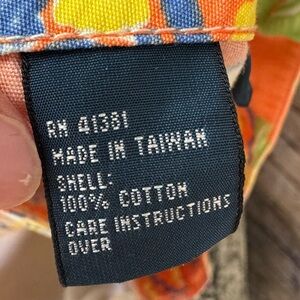 RN 41381
MADE IN TAIWAN
SHELL:
100% COTTON
CARE INSTRUCTIONS
OVER